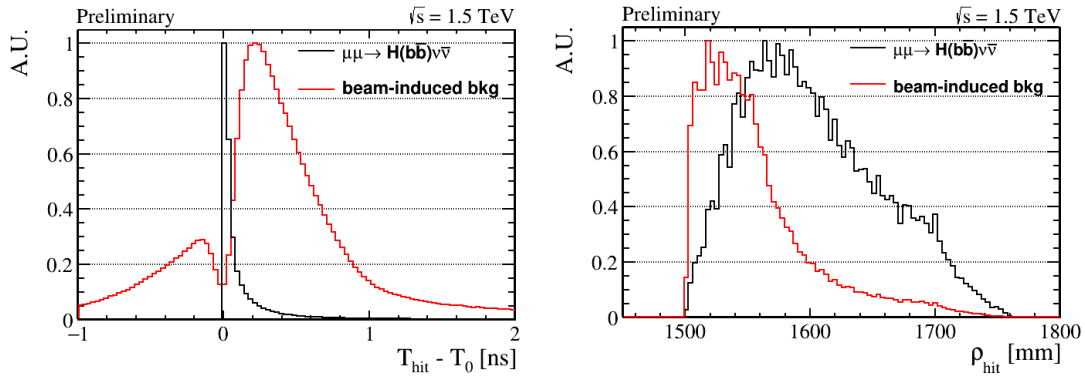 Preliminary
√s = 1.5 TeV
A.U.
1
0.8
0.6
0.4
0.2
0
μμ→ H(bb̅)νν̅
beam-induced bkg
−1 0 1 2
T_hit - T_0 [ns]
Preliminary
√s = 1.5 TeV
A.U.
1
0.8
0.6
0.4
0.2
0
μμ→ H(bb̅)νν̅
beam-induced bkg
1500 1600 1700 1800
ρ_hit [mm]